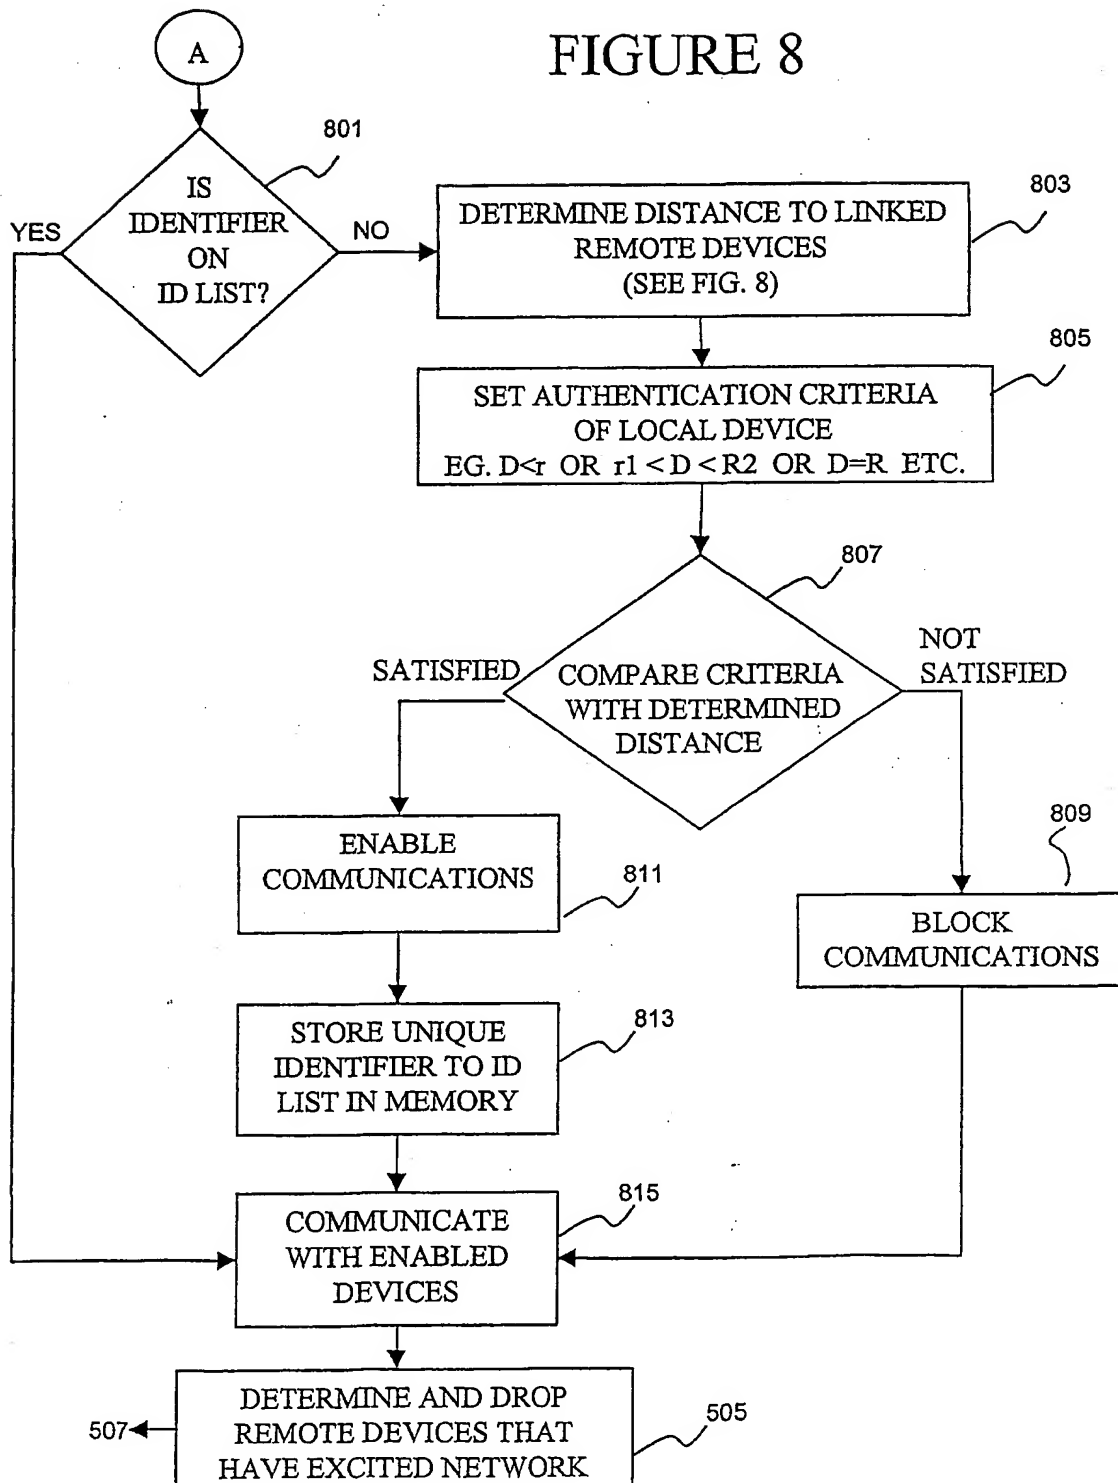 FIGURE 8
A
801
IS
IDENTIFIER
ON
ID LIST?
YES
NO
803
DETERMINE DISTANCE TO LINKED
REMOTE DEVICES
(SEE FIG. 8)
805
SET AUTHENTICATION CRITERIA
OF LOCAL DEVICE
EG. D<r OR r1<D<R2 OR D=R ETC.
807
COMPARE CRITERIA
WITH DETERMINED
DISTANCE
SATISFIED
NOT
SATISFIED
809
BLOCK
COMMUNICATIONS
ENABLE
COMMUNICATIONS
811
STORE UNIQUE
IDENTIFIER TO ID
LIST IN MEMORY
813
COMMUNICATE
WITH ENABLED
DEVICES
815
DETERMINE AND DROP
REMOTE DEVICES THAT
HAVE EXCITED NETWORK
505
507